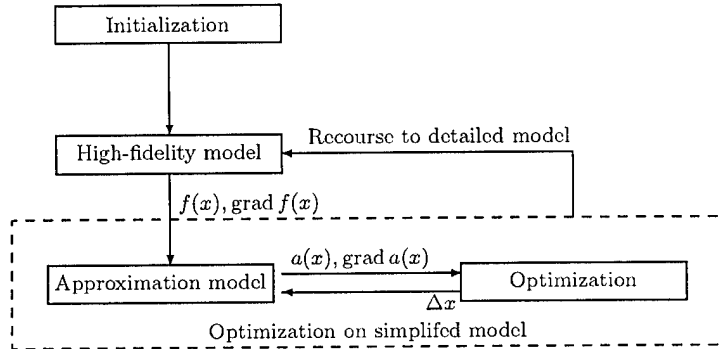 Initialization
Recourse to detailed model
High-fidelity model
f(x), grad f(x)
a(x), grad a(x)
Approximation model
Optimization
Δx
Optimization on simplifed model